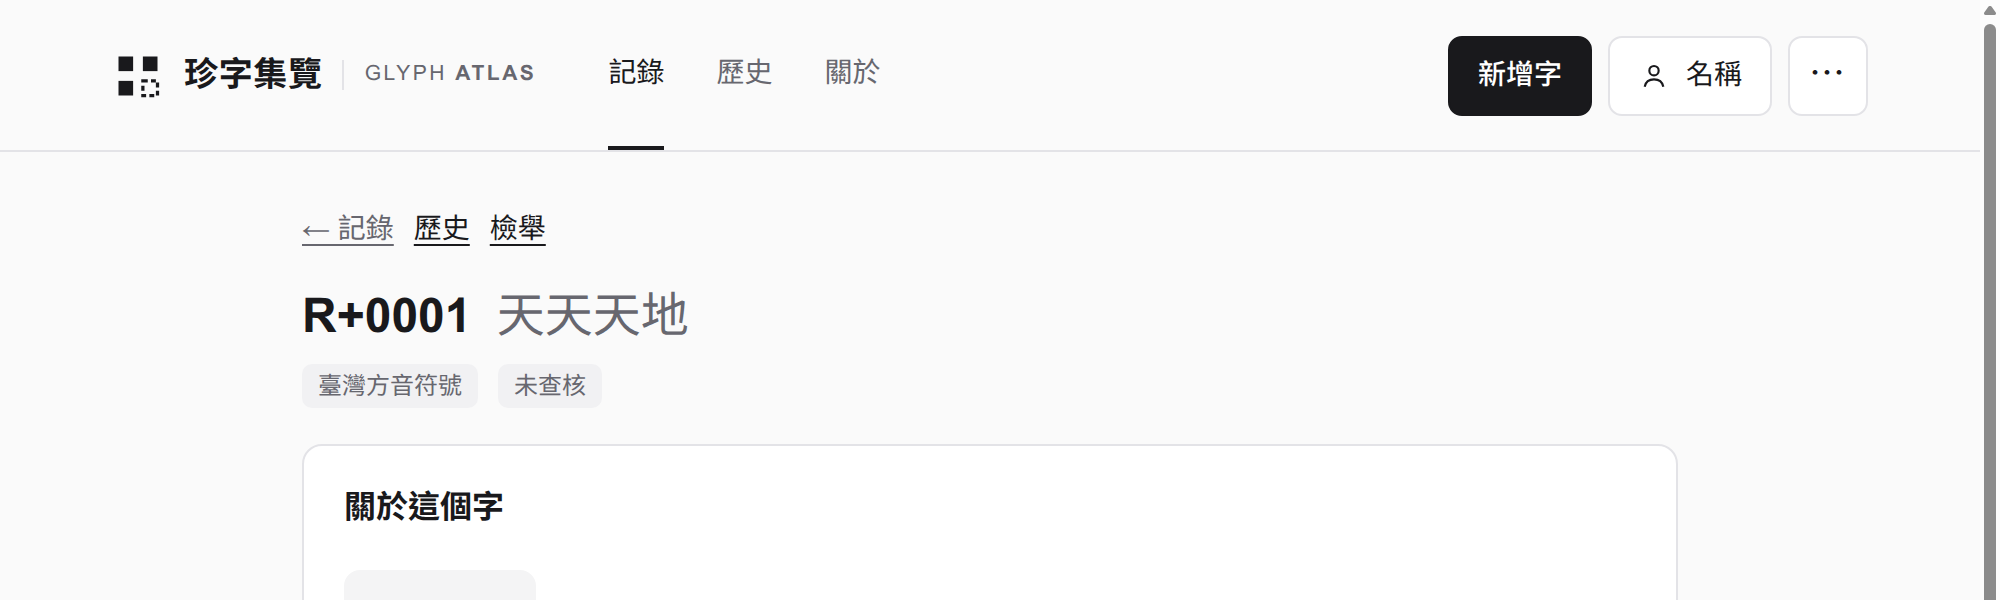 珍字集覽 GLYPH ATLAS 記錄 歷史 關於 新增字 名稱 ···
← 記錄 歷史 檢舉
R+0001 天天天地
臺灣方音符號 未查核
關於這個字